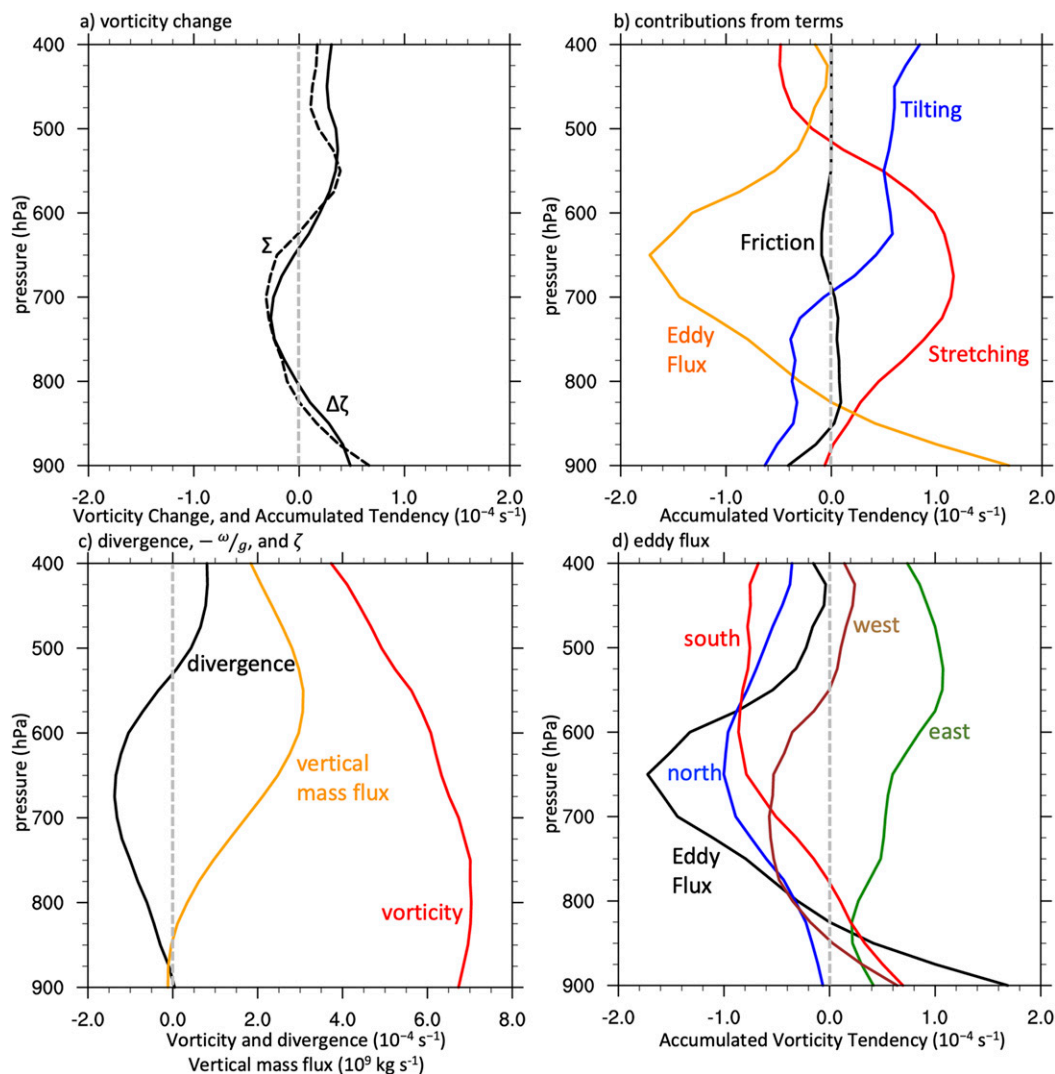 a) vorticity change
400
500
600
700
800
900
pressure (hPa)
Σ
Δζ
-2.0 -1.0 0.0 1.0 2.0
Vorticity Change, and Accumulated Tendency (10⁻⁴ s⁻¹)
b) contributions from terms
400
500
600
700
800
900
pressure (hPa)
Tilting
Friction
Eddy
Flux
Stretching
-2.0 -1.0 0.0 1.0 2.0
Accumulated Vorticity Tendency (10⁻⁴ s⁻¹)
c) divergence, − ω/g, and ζ
400
500
600
700
800
900
pressure (hPa)
divergence
vertical
mass flux
vorticity
-2.0 0.0 2.0 4.0 6.0 8.0
Vorticity and divergence (10⁻⁴ s⁻¹)
Vertical mass flux (10⁹ kg s⁻¹)
d) eddy flux
400
500
600
700
800
900
pressure (hPa)
south
west
north
east
Eddy
Flux
-2.0 -1.0 0.0 1.0 2.0
Accumulated Vorticity Tendency (10⁻⁴ s⁻¹)